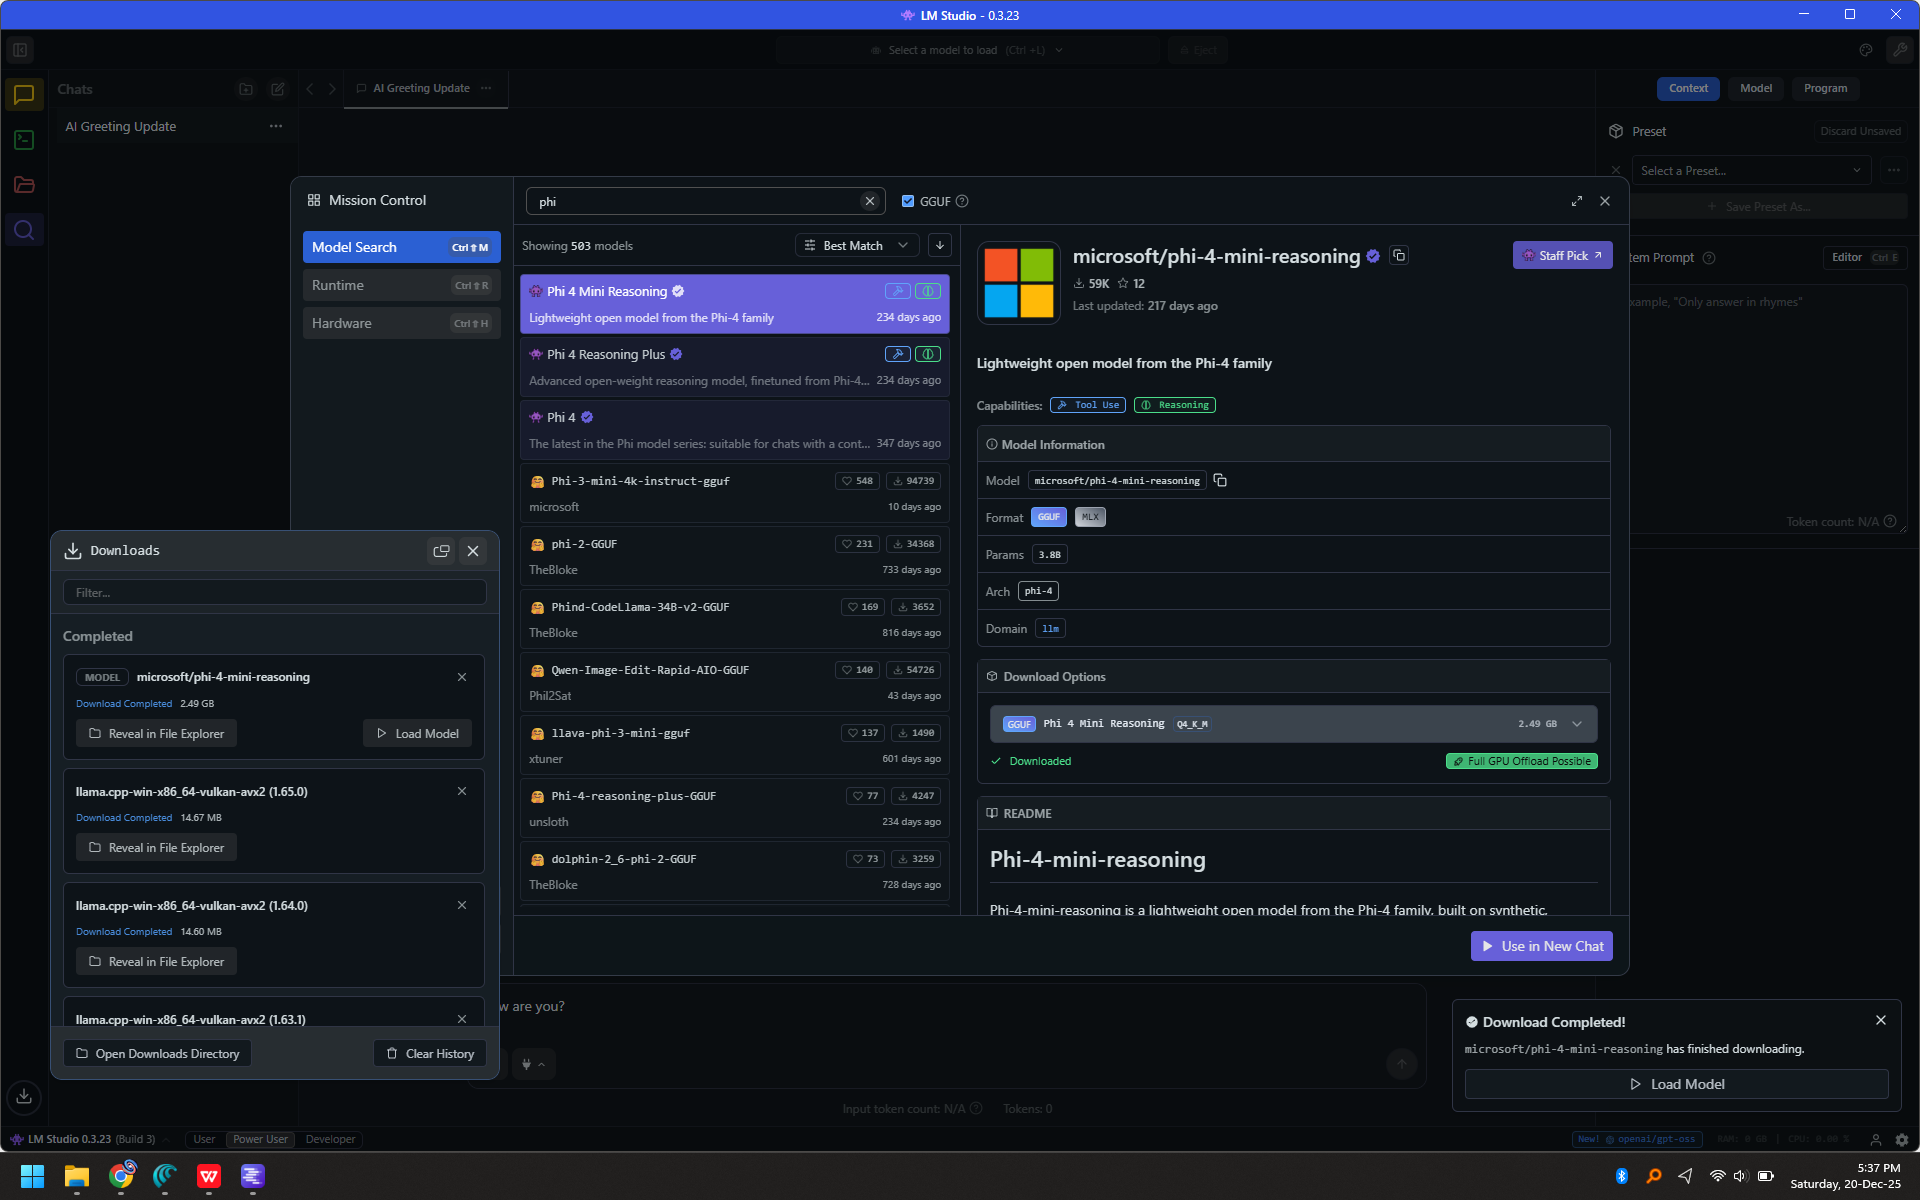 LM Studio - 0.3.23
Select a model to load (Ctrl +L)
Eject
Chats
AI Greeting Update
AI Greeting Update
Context
Model
Program
Preset
Discard Unsaved
Select a Preset...
Save Preset As...
tem Prompt
Editor Ctrl E
xample, "Only answer in rhymes"
Token count: N/A
Mission Control
Model Search Ctrl⇧M
Runtime Ctrl⇧R
Hardware Ctrl⇧H
phi
GGUF
Showing 503 models
Best Match
Phi 4 Mini Reasoning
Lightweight open model from the Phi-4 family
234 days ago
Phi 4 Reasoning Plus
Advanced open-weight reasoning model, finetuned from Phi-4...
234 days ago
Phi 4
The latest in the Phi model series: suitable for chats with a cont...
347 days ago
Phi-3-mini-4k-instruct-gguf 548 94739
microsoft 10 days ago
phi-2-GGUF 231 34368
TheBloke 733 days ago
Phind-CodeLlama-34B-v2-GGUF 169 3652
TheBloke 816 days ago
Qwen-Image-Edit-Rapid-AIO-GGUF 140 54726
Phil2Sat 43 days ago
llava-phi-3-mini-gguf 137 1490
xtuner 601 days ago
Phi-4-reasoning-plus-GGUF 77 4247
unsloth 234 days ago
dolphin-2_6-phi-2-GGUF 73 3259
TheBloke 728 days ago
microsoft/phi-4-mini-reasoning
Staff Pick
59K 12
Last updated: 217 days ago
Lightweight open model from the Phi-4 family
Capabilities: Tool Use Reasoning
Model Information
Model microsoft/phi-4-mini-reasoning
Format GGUF MLX
Params 3.8B
Arch phi-4
Domain llm
Download Options
GGUF Phi 4 Mini Reasoning Q4_K_M 2.49 GB
Downloaded
Full GPU Offload Possible
README
Phi-4-mini-reasoning
Phi-4-mini-reasoning is a lightweight open model from the Phi-4 family, built on synthetic,
Use in New Chat
Downloads
Filter...
Completed
MODEL microsoft/phi-4-mini-reasoning
Download Completed 2.49 GB
Reveal in File Explorer
Load Model
llama.cpp-win-x86_64-vulkan-avx2 (1.65.0)
Download Completed 14.67 MB
Reveal in File Explorer
llama.cpp-win-x86_64-vulkan-avx2 (1.64.0)
Download Completed 14.60 MB
Reveal in File Explorer
llama.cpp-win-x86_64-vulkan-avx2 (1.63.1)
Open Downloads Directory
Clear History
w are you?
Input token count: N/A
Tokens: 0
Download Completed!
microsoft/phi-4-mini-reasoning has finished downloading.
Load Model
LM Studio 0.3.23 (Build 3)
User
Power User
Developer
New! openai/gpt-oss
RAM: 0 GB | CPU: 0.00 %
5:37 PM
Saturday, 20-Dec-25